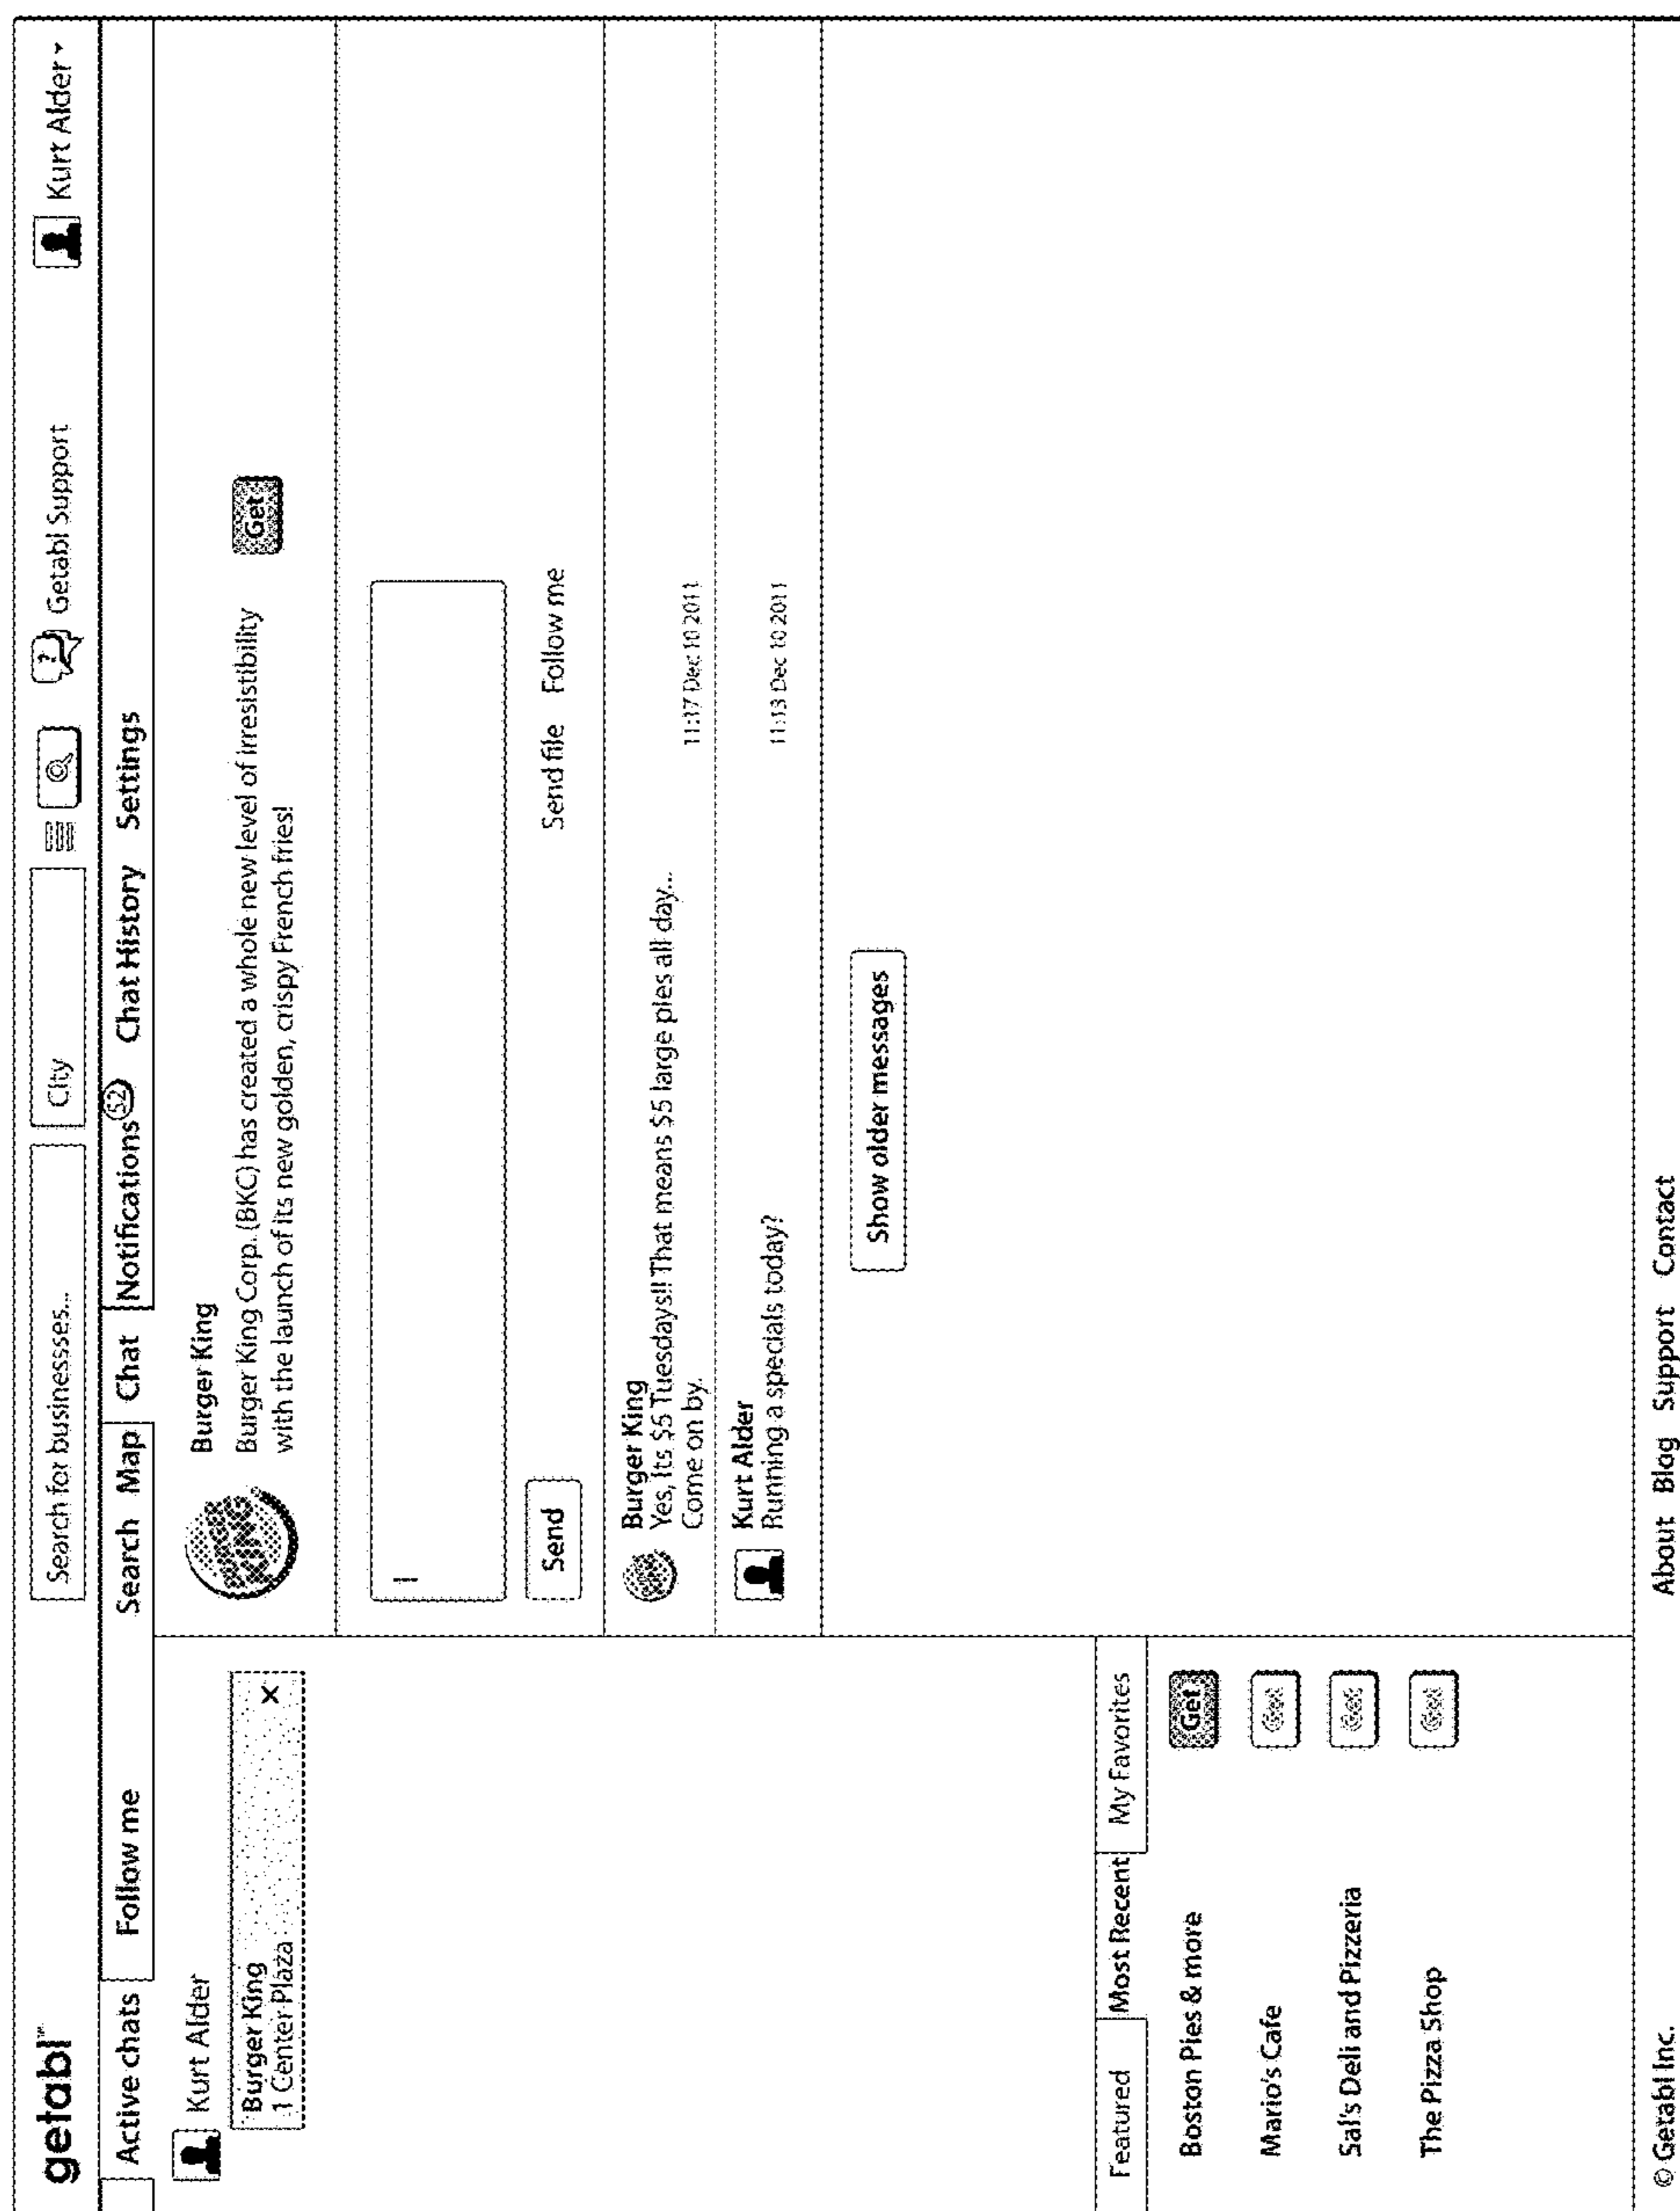 getabl™
Search for businesses...
City
Getabl Support
Kurt Alder
Active chats
Follow me
Search
Map
Chat
Notifications 52
Chat History
Settings
Kurt Alder
Burger King
1 Center Plaza
×
Featured
Most Recent
My Favorites
Boston Pies & more
Get
Mario's Cafe
Get
Sal's Deli and Pizzeria
Get
The Pizza Shop
Get
Burger King
Burger King Corp. (BKC) has created a whole new level of irresistibility
with the launch of its new golden, crispy French fries!
Get
Send
Send file
Follow me
Burger King
Yes, Its $5 Tuesdays!! That means $5 large pies all day...
Come on by.
11:17 Dec 10 2011
Kurt Alder
Running a specials today?
11:13 Dec 10 2011
Show older messages
© Getabl Inc.
About
Blog
Support
Contact